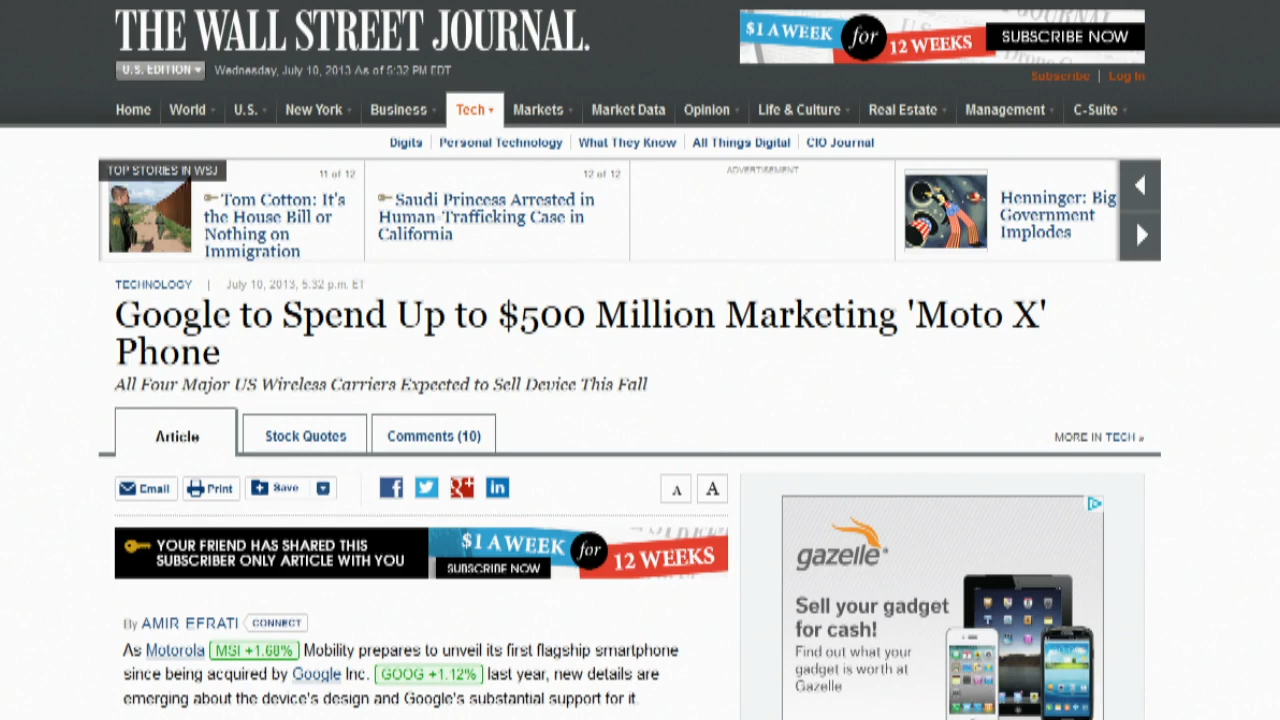 THE WALL STREET JOURNAL.
$1 A WEEK for 12 WEEKS SUBSCRIBE NOW
U.S. EDITION Wednesday, July 10, 2013 As of 5:32 PM EDT
Subscribe | Log In
Home World U.S. New York Business Tech Markets Market Data Opinion Life & Culture Real Estate Management C-Suite
Digits Personal Technology What They Know All Things Digital CIO Journal
TOP STORIES IN WSJ
11 of 12
Tom Cotton: It's
the House Bill or
Nothing on
Immigration
12 of 12
Saudi Princess Arrested in
Human-Trafficking Case in
California
ADVERTISEMENT
Henninger: Big
Government
Implodes
TECHNOLOGY | July 10, 2013, 5:32 p.m. ET
Google to Spend Up to $500 Million Marketing 'Moto X'
Phone
All Four Major US Wireless Carriers Expected to Sell Device This Fall
Article Stock Quotes Comments (10)
MORE IN TECH »
Email Print Save
f g+ in
A A
YOUR FRIEND HAS SHARED THIS
SUBSCRIBER ONLY ARTICLE WITH YOU
$1 A WEEK for 12 WEEKS
SUBSCRIBE NOW
By AMIR EFRATI CONNECT
As Motorola MSI +1.68% Mobility prepares to unveil its first flagship smartphone
since being acquired by Google Inc. GOOG +1.12% last year, new details are
emerging about the device's design and Google's substantial support for it.
gazelle®
Sell your gadget
for cash!
Find out what your
gadget is worth at
Gazelle